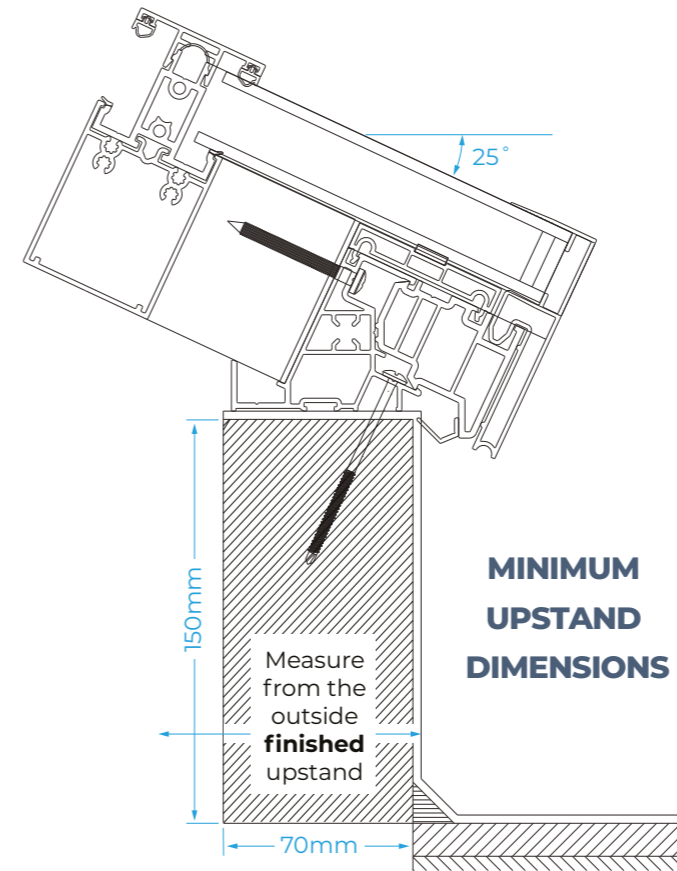 25°
MINIMUM
UPSTAND
DIMENSIONS
150mm
Measure
from the
outside
finished
upstand
70mm